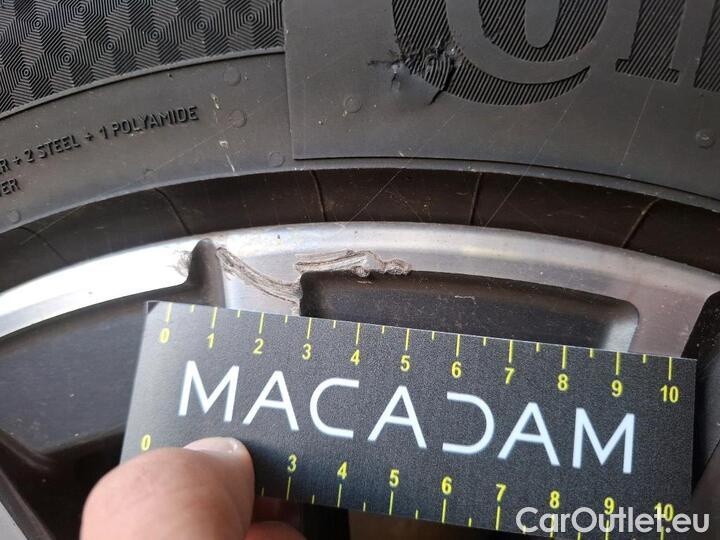 R + 2 STEEL + 1 POLYAMIDE
0 1 2 3 4 5 6 7 8 9 10
MACADAM
0 3 4 5 6 7 8 9 10
CarOutlet.eu